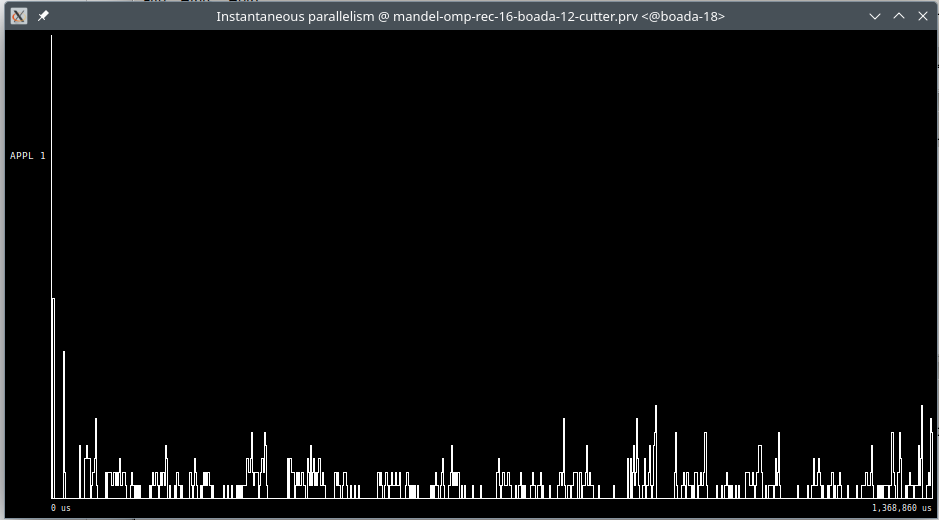 Instantaneous parallelism @ mandel-omp-rec-16-boada-12-cutter.prv <@boada-18>
APPL 1
0 us
1,368,860 us